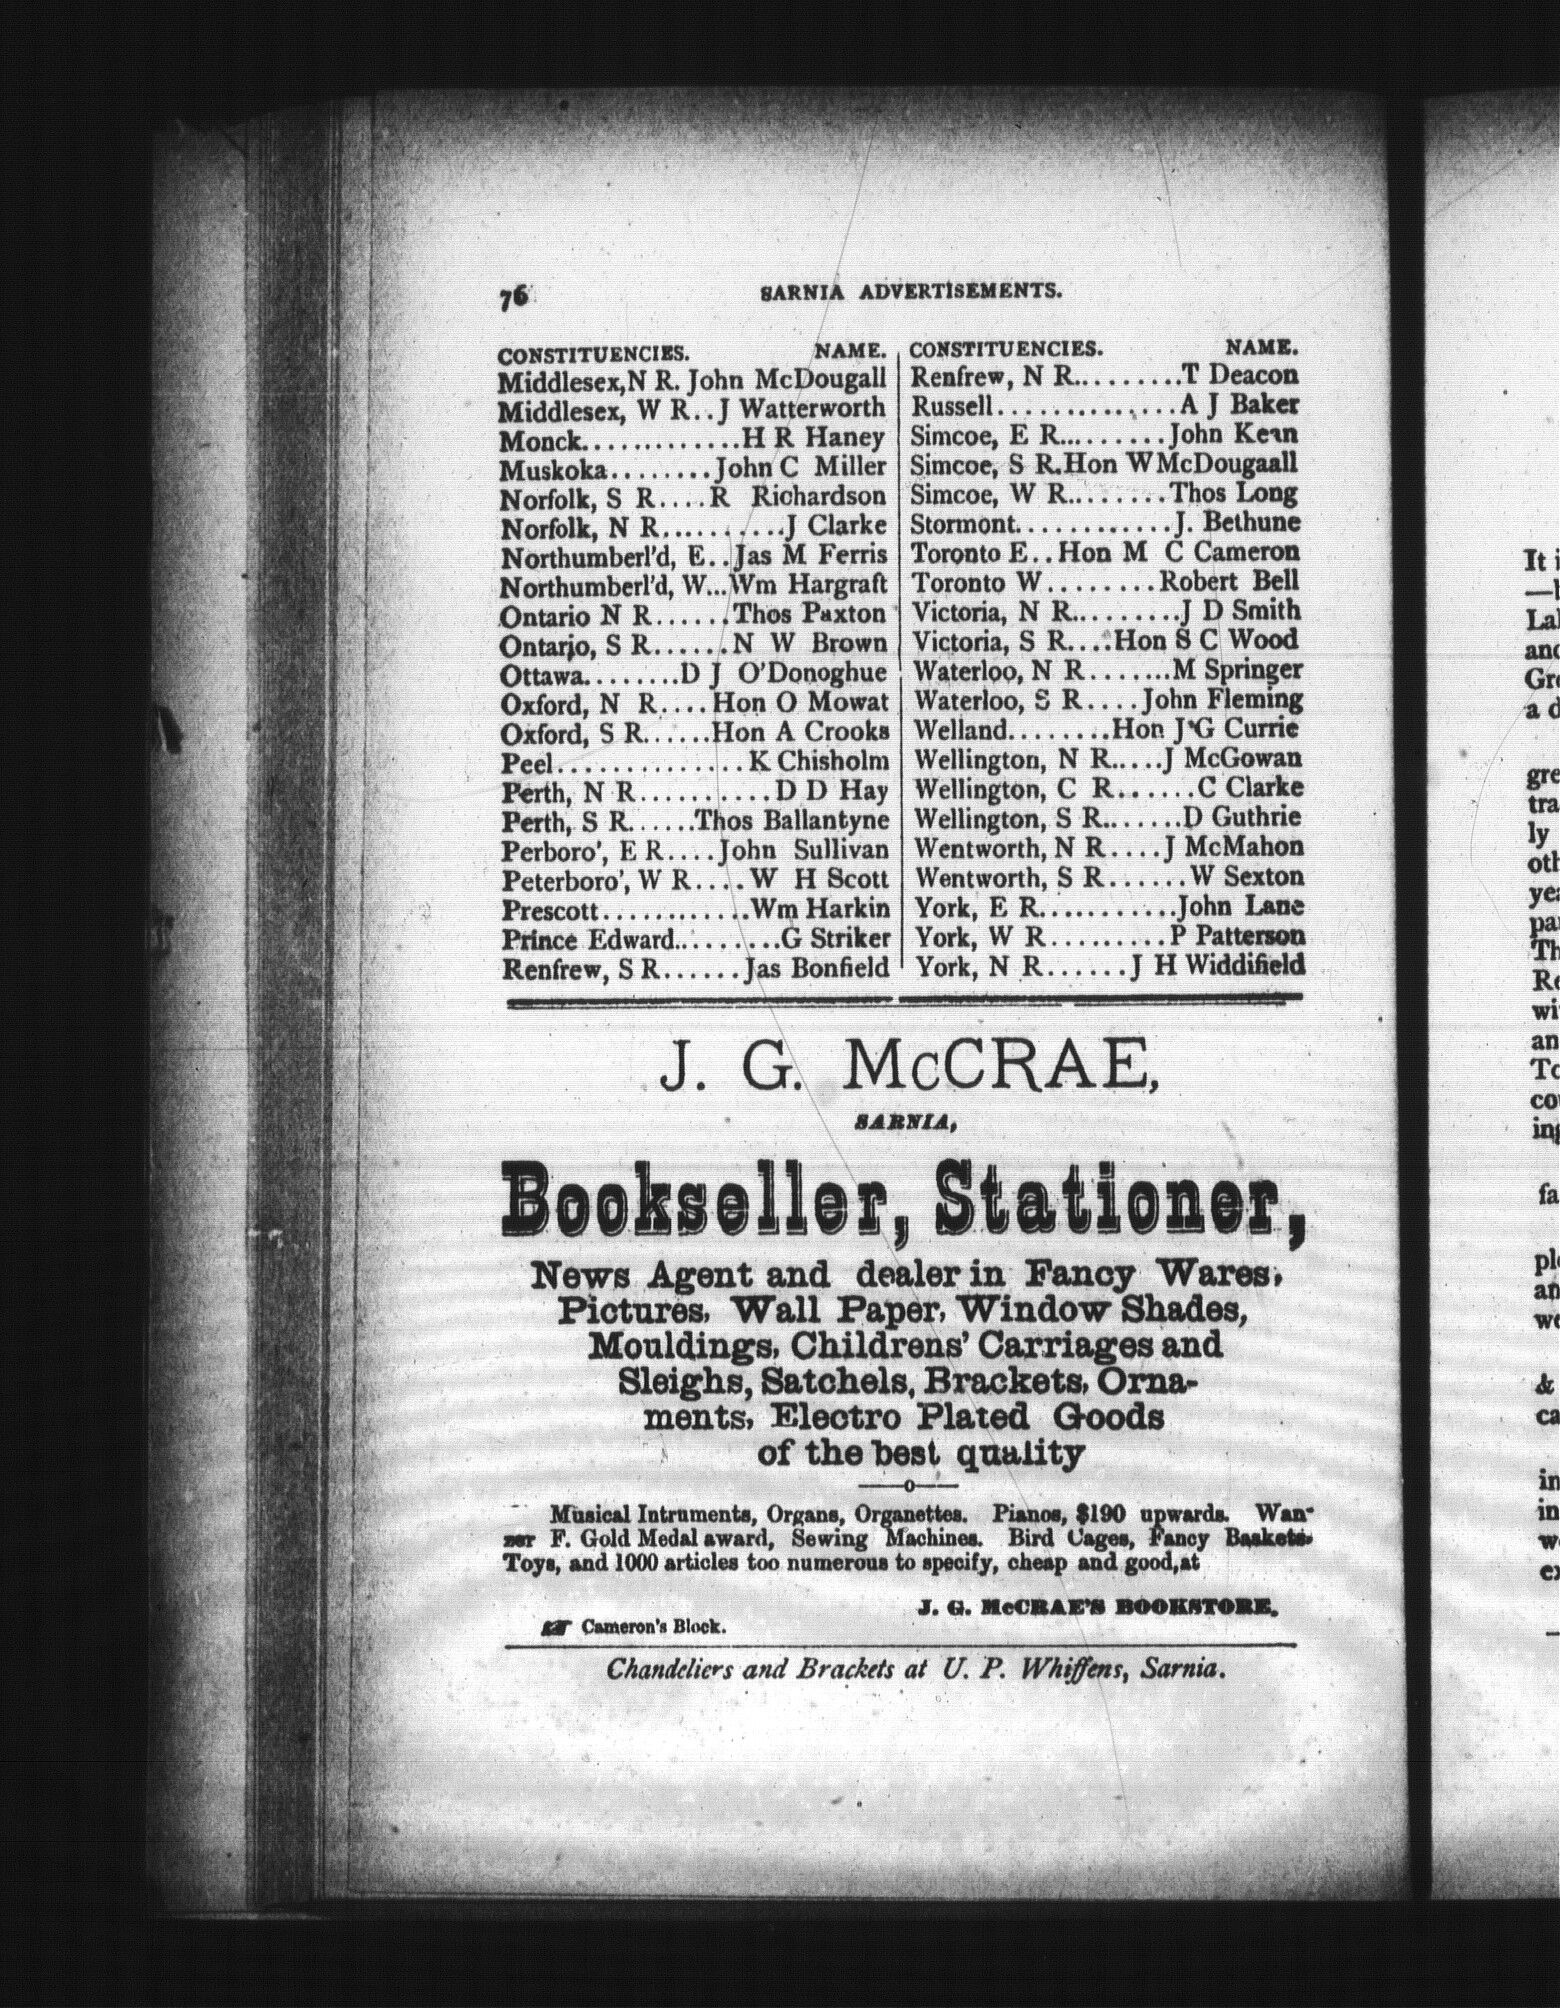 76
SARNIA ADVERTISEMENTS.
CONSTITUENCIES. NAME.
Middlesex,N R. John McDougall
Middlesex, W R..J Watterworth
Monck.............H R Haney
Muskoka........John C Miller
Norfolk, S R....R Richardson
Norfolk, N R..........J Clarke
Northumberl'd, E..Jas M Ferris
Northumberl'd, W...Wm Hargraft
Ontario N R......Thos Paxton
Ontario, S R......N W Brown
Ottawa........D J O'Donoghue
Oxford, N R....Hon O Mowat
Oxford, S R......Hon A Crooks
Peel.............K Chisholm
Perth, N R..........D D Hay
Perth, S R......Thos Ballantyne
Perboro', E R....John Sullivan
Peterboro', W R....W H Scott
Prescott............Wm Harkin
Prince Edward.........G Striker
Renfrew, S R......Jas Bonfield
CONSTITUENCIES. NAME.
Renfrew, N R.........T Deacon
Russell..............A J Baker
Simcoe, E R.........John Kean
Simcoe, S R.Hon W McDougaall
Simcoe, W R........Thos Long
Stormont............J. Bethune
Toronto E..Hon M C Cameron
Toronto W........Robert Bell
Victoria, N R.........J D Smith
Victoria, S R....Hon S C Wood
Waterloo, N R.......M Springer
Waterloo, S R....John Fleming
Welland........Hon J G Currie
Wellington, N R.....J McGowan
Wellington, C R......C Clarke
Wellington, S R.......D Guthrie
Wentworth, N R....J McMahon
Wentworth, S R......W Sexton
York, E R...........John Lane
York, W R.........P Patterson
York, N R......J H Widdifield
J. G. McCRAE,
SARNIA,
Bookseller, Stationer,
News Agent and dealer in Fancy Wares,
Pictures, Wall Paper, Window Shades,
Mouldings, Childrens' Carriages and
Sleighs, Satchels, Brackets, Orna-
ments, Electro Plated Goods
of the best quality
—o—
Musical Intruments, Organs, Organettes. Pianos, $190 upwards. Wan-
zer F. Gold Medal award, Sewing Machines. Bird Cages, Fancy Baskets,
Toys, and 1000 articles too numerous to specify, cheap and good,at
J. G. McCRAE'S BOOKSTORE.
☞ Cameron's Block.
Chandeliers and Brackets at U. P. Whiffens, Sarnia.